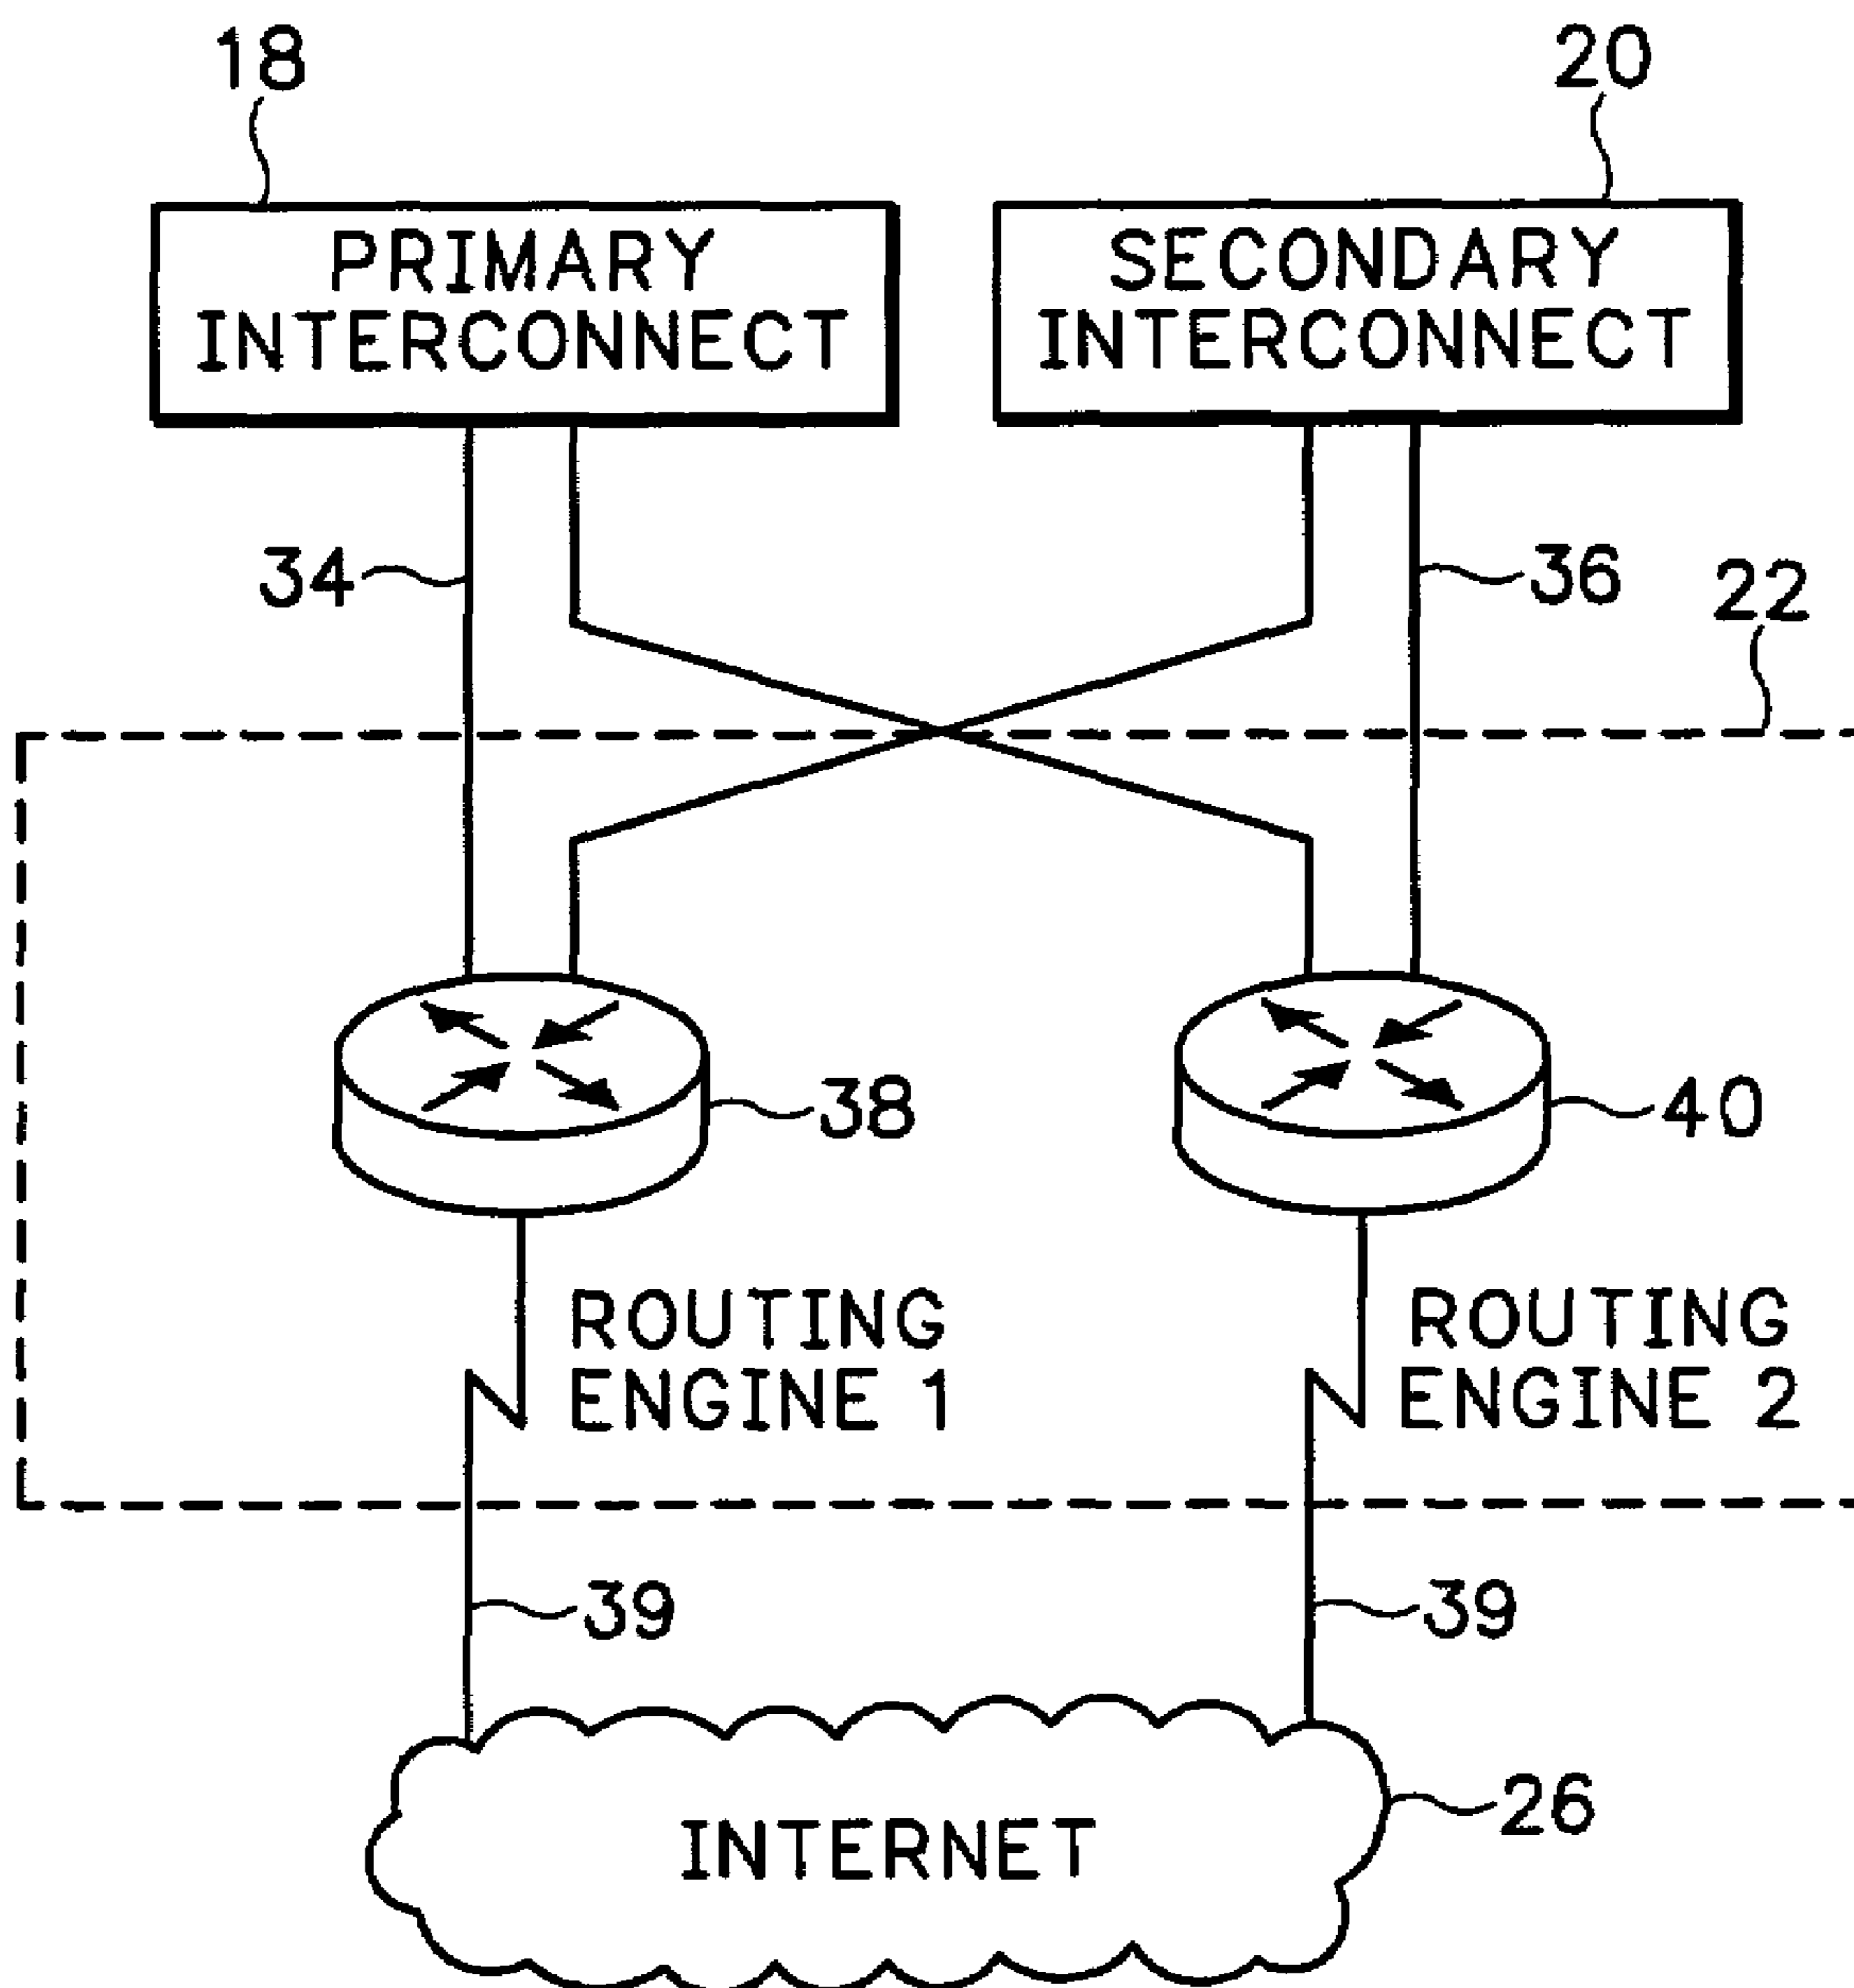 18
20
PRIMARY
INTERCONNECT
SECONDARY
INTERCONNECT
34
36
22
38
40
ROUTING
ENGINE 1
ROUTING
ENGINE 2
39
39
26
INTERNET